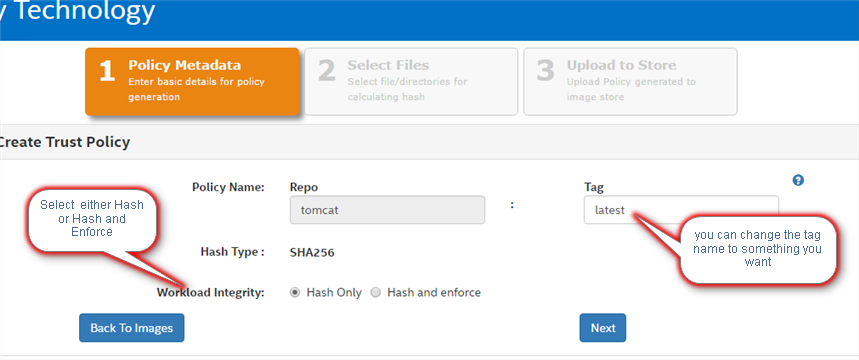 y Technology
1 Policy Metadata
Enter basic details for policy
generation
2 Select Files
Select file/directories for
calculating hash
3 Upload to Store
Upload Policy generated to
image store
Create Trust Policy
Policy Name: Repo Tag ?
tomcat : latest
Select either Hash
or Hash and
Enforce
you can change the tag
name to something you
want
Hash Type : SHA256
Workload Integrity: Hash Only Hash and enforce
Back To Images Next